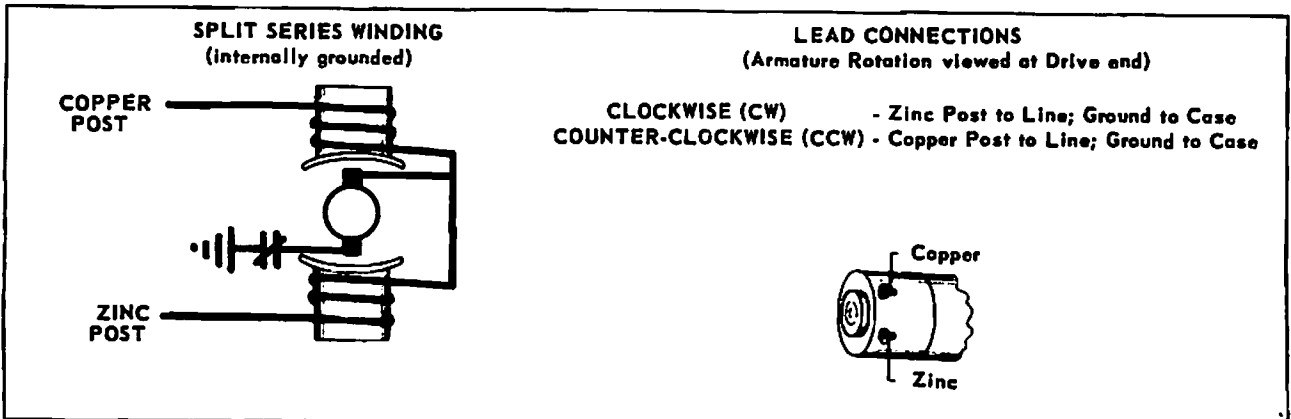 SPLIT SERIES WINDING
(internally grounded)
COPPER
POST
ZINC
POST
LEAD CONNECTIONS
(Armature Rotation viewed at Drive end)
CLOCKWISE (CW) - Zinc Post to Line; Ground to Case
COUNTER-CLOCKWISE (CCW) - Copper Post to Line; Ground to Case
Copper
Zinc